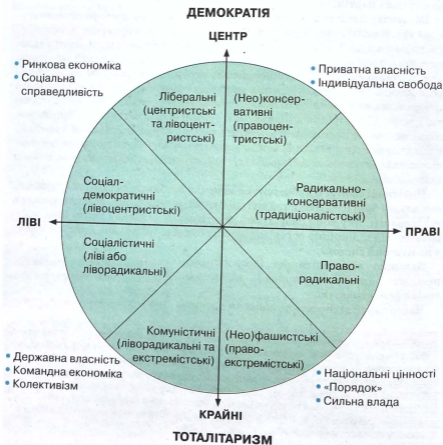 ДЕМОКРАТІЯ
ЦЕНТР
• Ринкова економіка
• Соціальна
справедливість
• Приватна власність
• Індивідуальна свобода
Ліберальні
(центристські
та лівоцент-
ристські)
(Нео)консер-
вативні
(правоцен-
тристські)
Соціал-
демократичні
(лівоцентристські)
Радикально-
консервативні
(традиціоналістські)
ЛІВІ
ПРАВІ
Соціалістичні
(ліві або
ліворадикальні)
Право-
радикальні
Комуністичні
(ліворадикальні та
екстремістські)
(Нео)фашистські
(право-
екстремістські)
• Державна власність
• Командна економіка
• Колективізм
• Національні цінності
• «Порядок»
• Сильна влада
КРАЙНІ
ТОТАЛІТАРИЗМ